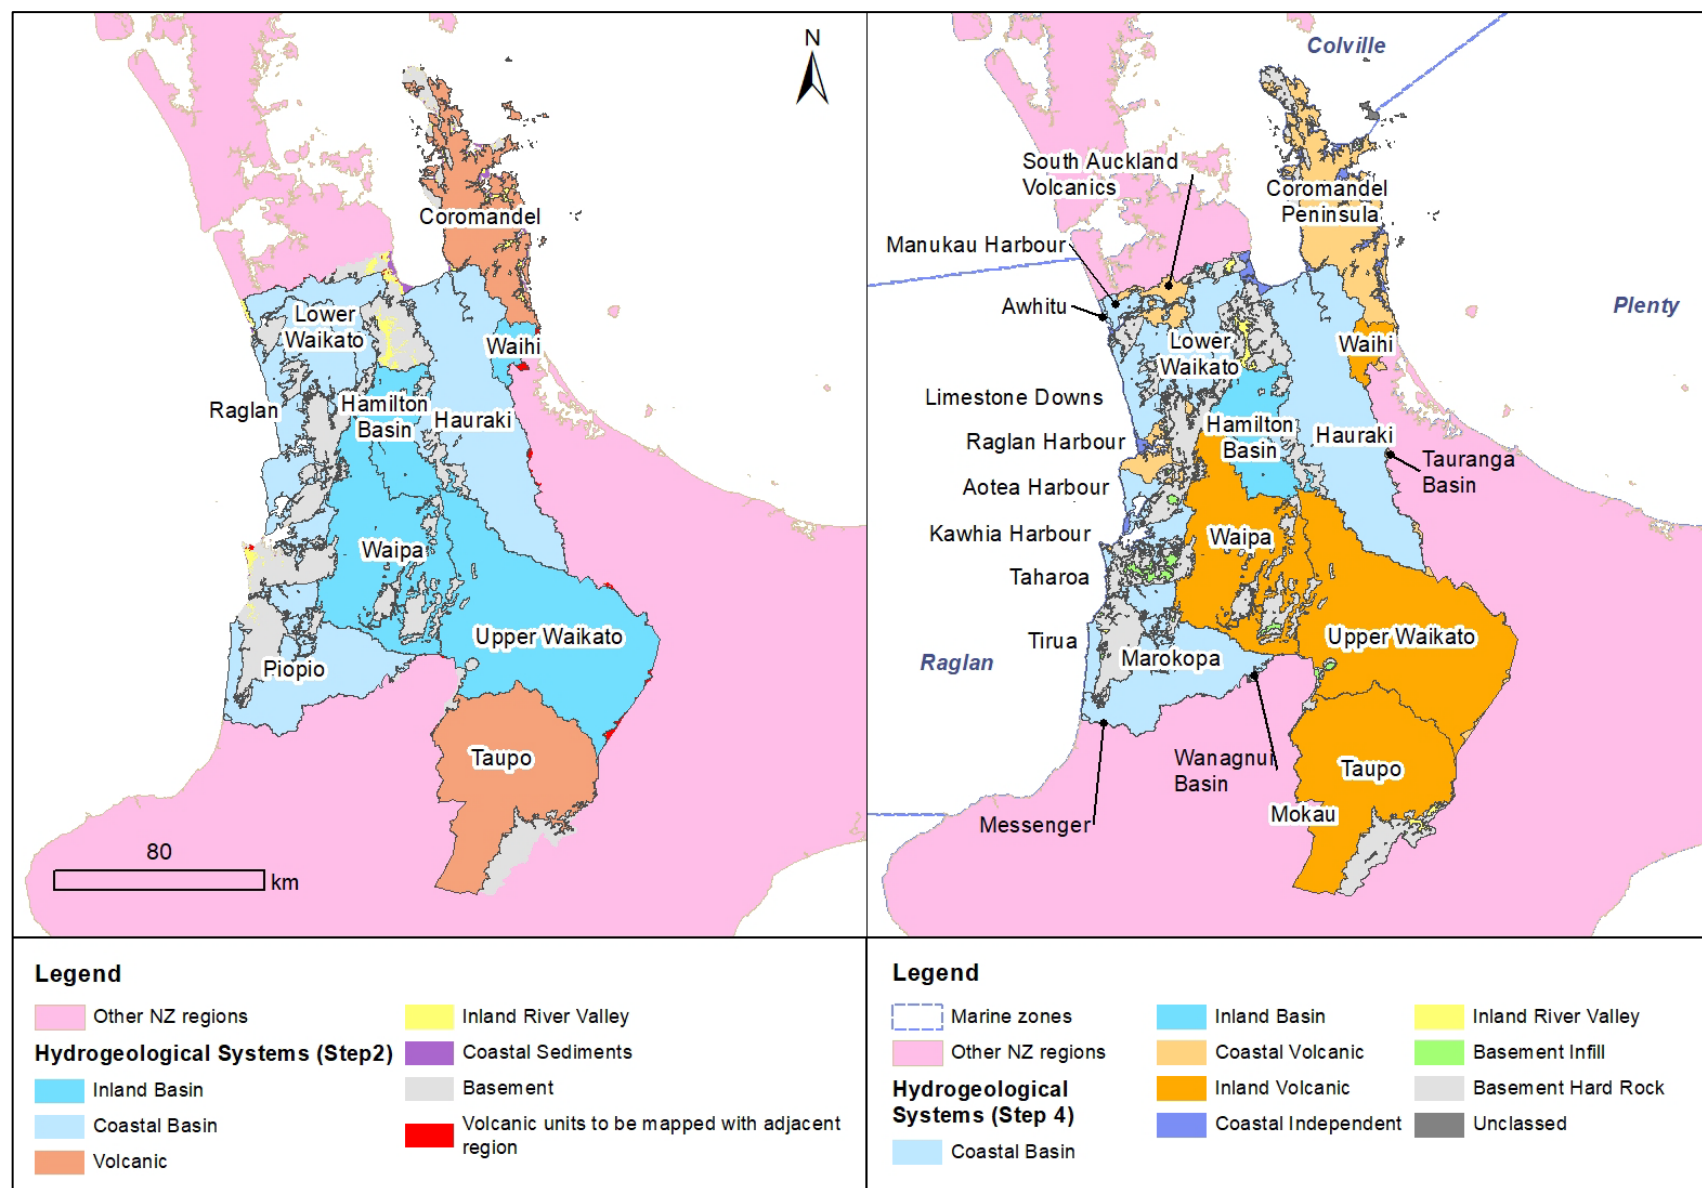 N
Coromandel
Lower
Waikato
Waihi
Raglan
Hamilton
Basin
Hauraki
Waipa
Upper Waikato
Piopio
Taupo
80
km
Colville
South Auckland
Volcanics
Coromandel
Peninsula
Manukau Harbour
Awhitu
Plenty
Lower
Waikato
Waihi
Limestone Downs
Hamilton
Basin
Hauraki
Raglan Harbour
Tauranga
Basin
Aotea Harbour
Kawhia Harbour
Waipa
Taharoa
Tirua
Upper Waikato
Raglan
Marokopa
Wanagnui
Basin
Taupo
Mokau
Messenger
Legend
Other NZ regions
Hydrogeological Systems (Step2)
Inland Basin
Coastal Basin
Volcanic
Inland River Valley
Coastal Sediments
Basement
Volcanic units to be mapped with adjacent
region
Legend
Marine zones
Other NZ regions
Hydrogeological
Systems (Step 4)
Coastal Basin
Inland Basin
Coastal Volcanic
Inland Volcanic
Coastal Independent
Inland River Valley
Basement Infill
Basement Hard Rock
Unclassed